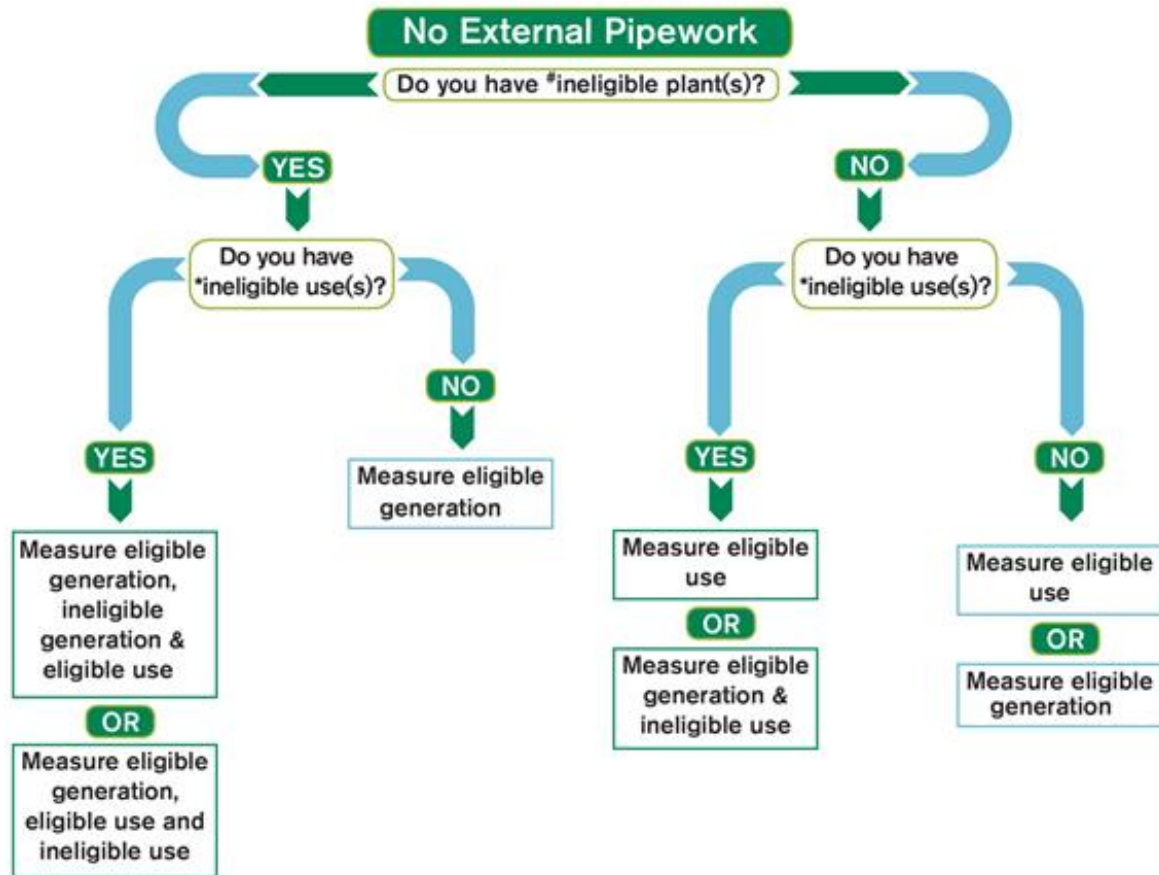 No External Pipework
Do you have #ineligible plant(s)?
YES
NO
Do you have
*ineligible use(s)?
Do you have
*ineligible use(s)?
NO
YES
YES
NO
Measure eligible
generation
Measure eligible
generation,
ineligible
generation &
eligible use
OR
Measure eligible
generation,
eligible use and
ineligible use
Measure eligible
use
OR
Measure eligible
generation &
ineligible use
Measure eligible
use
OR
Measure eligible
generation